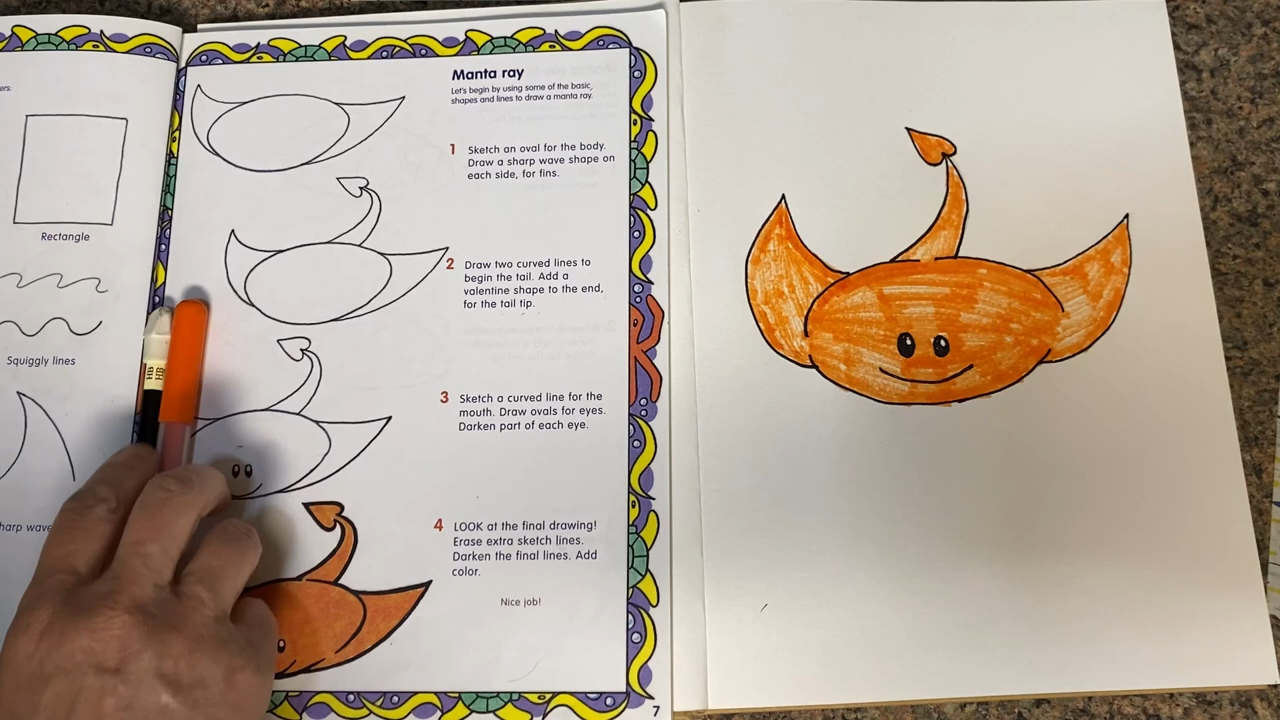 ers.
Rectangle
Squiggly lines
harp wave
Manta ray
Let's begin by using some of the basic
shapes and lines to draw a manta ray.
1 Sketch an oval for the body.
Draw a sharp wave shape on
each side, for fins.
2 Draw two curved lines to
begin the tail. Add a
valentine shape to the end,
for the tail tip.
3 Sketch a curved line for the
mouth. Draw ovals for eyes.
Darken part of each eye.
4 LOOK at the final drawing!
Erase extra sketch lines.
Darken the final lines. Add
color.
Nice job!
7
HB HB